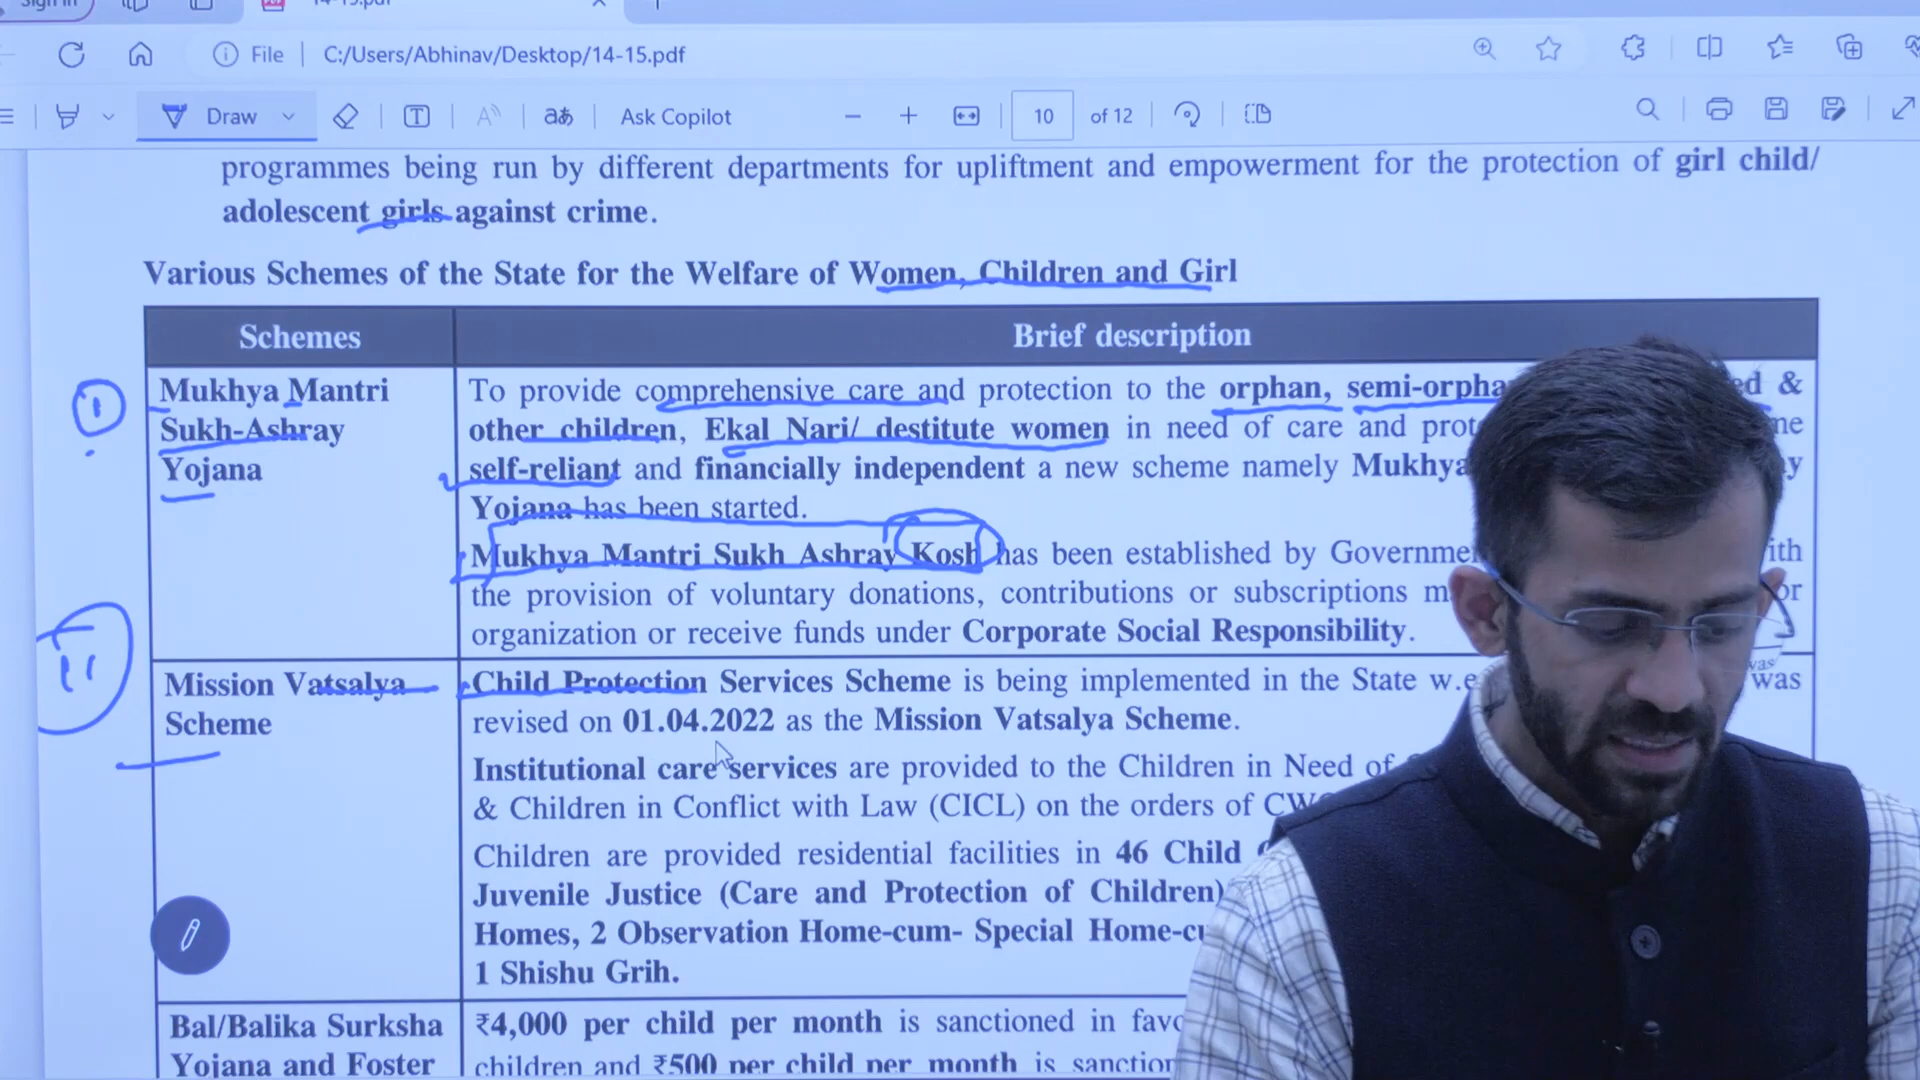 Sign in
14-15.pdf
File C:/Users/Abhinav/Desktop/14-15.pdf
Draw Ask Copilot 10 of 12
programmes being run by different departments for upliftment and empowerment for the protection of girl child/
adolescent girls against crime.
Various Schemes of the State for the Welfare of Women, Children and Girl
Schemes Brief description
Mukhya Mantri
Sukh-Ashray
Yojana
To provide comprehensive care and protection to the orphan, semi-orpha ed &
other children, Ekal Nari/ destitute women in need of care and prot me
self-reliant and financially independent a new scheme namely Mukhya y
Yojana has been started.
Mukhya Mantri Sukh Ashray Kosh has been established by Governme ith
the provision of voluntary donations, contributions or subscriptions m or
organization or receive funds under Corporate Social Responsibility.
Mission Vatsalya
Scheme
Child Protection Services Scheme is being implemented in the State w.e was
revised on 01.04.2022 as the Mission Vatsalya Scheme.
Institutional care services are provided to the Children in Need of
& Children in Conflict with Law (CICL) on the orders of CWC
Children are provided residential facilities in 46 Child
Juvenile Justice (Care and Protection of Children)
Homes, 2 Observation Home-cum- Special Home-cu
1 Shishu Grih.
Bal/Balika Surksha
Yojana and Foster
₹4,000 per child per month is sanctioned in favo
children and ₹500 per child per month is sanction